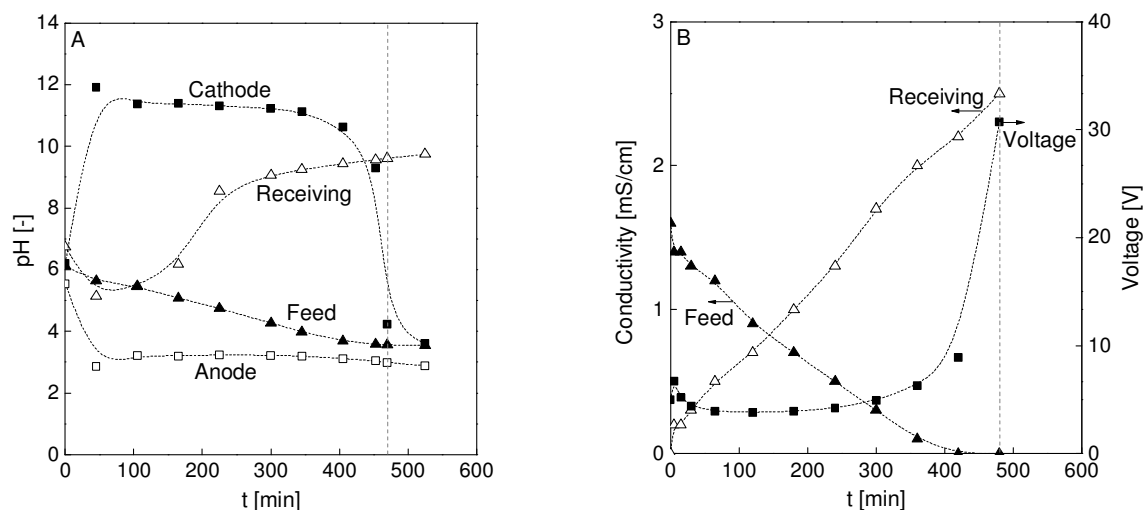 A
14
12
10
8
6
4
2
0
pH [-]
Cathode
Receiving
Feed
Anode
0 100 200 300 400 500 600
t [min]
B
3
2
1
0
Conductivity [mS/cm]
Receiving
Voltage
Feed
40
30
20
10
0
Voltage [V]
0 100 200 300 400 500 600
t [min]